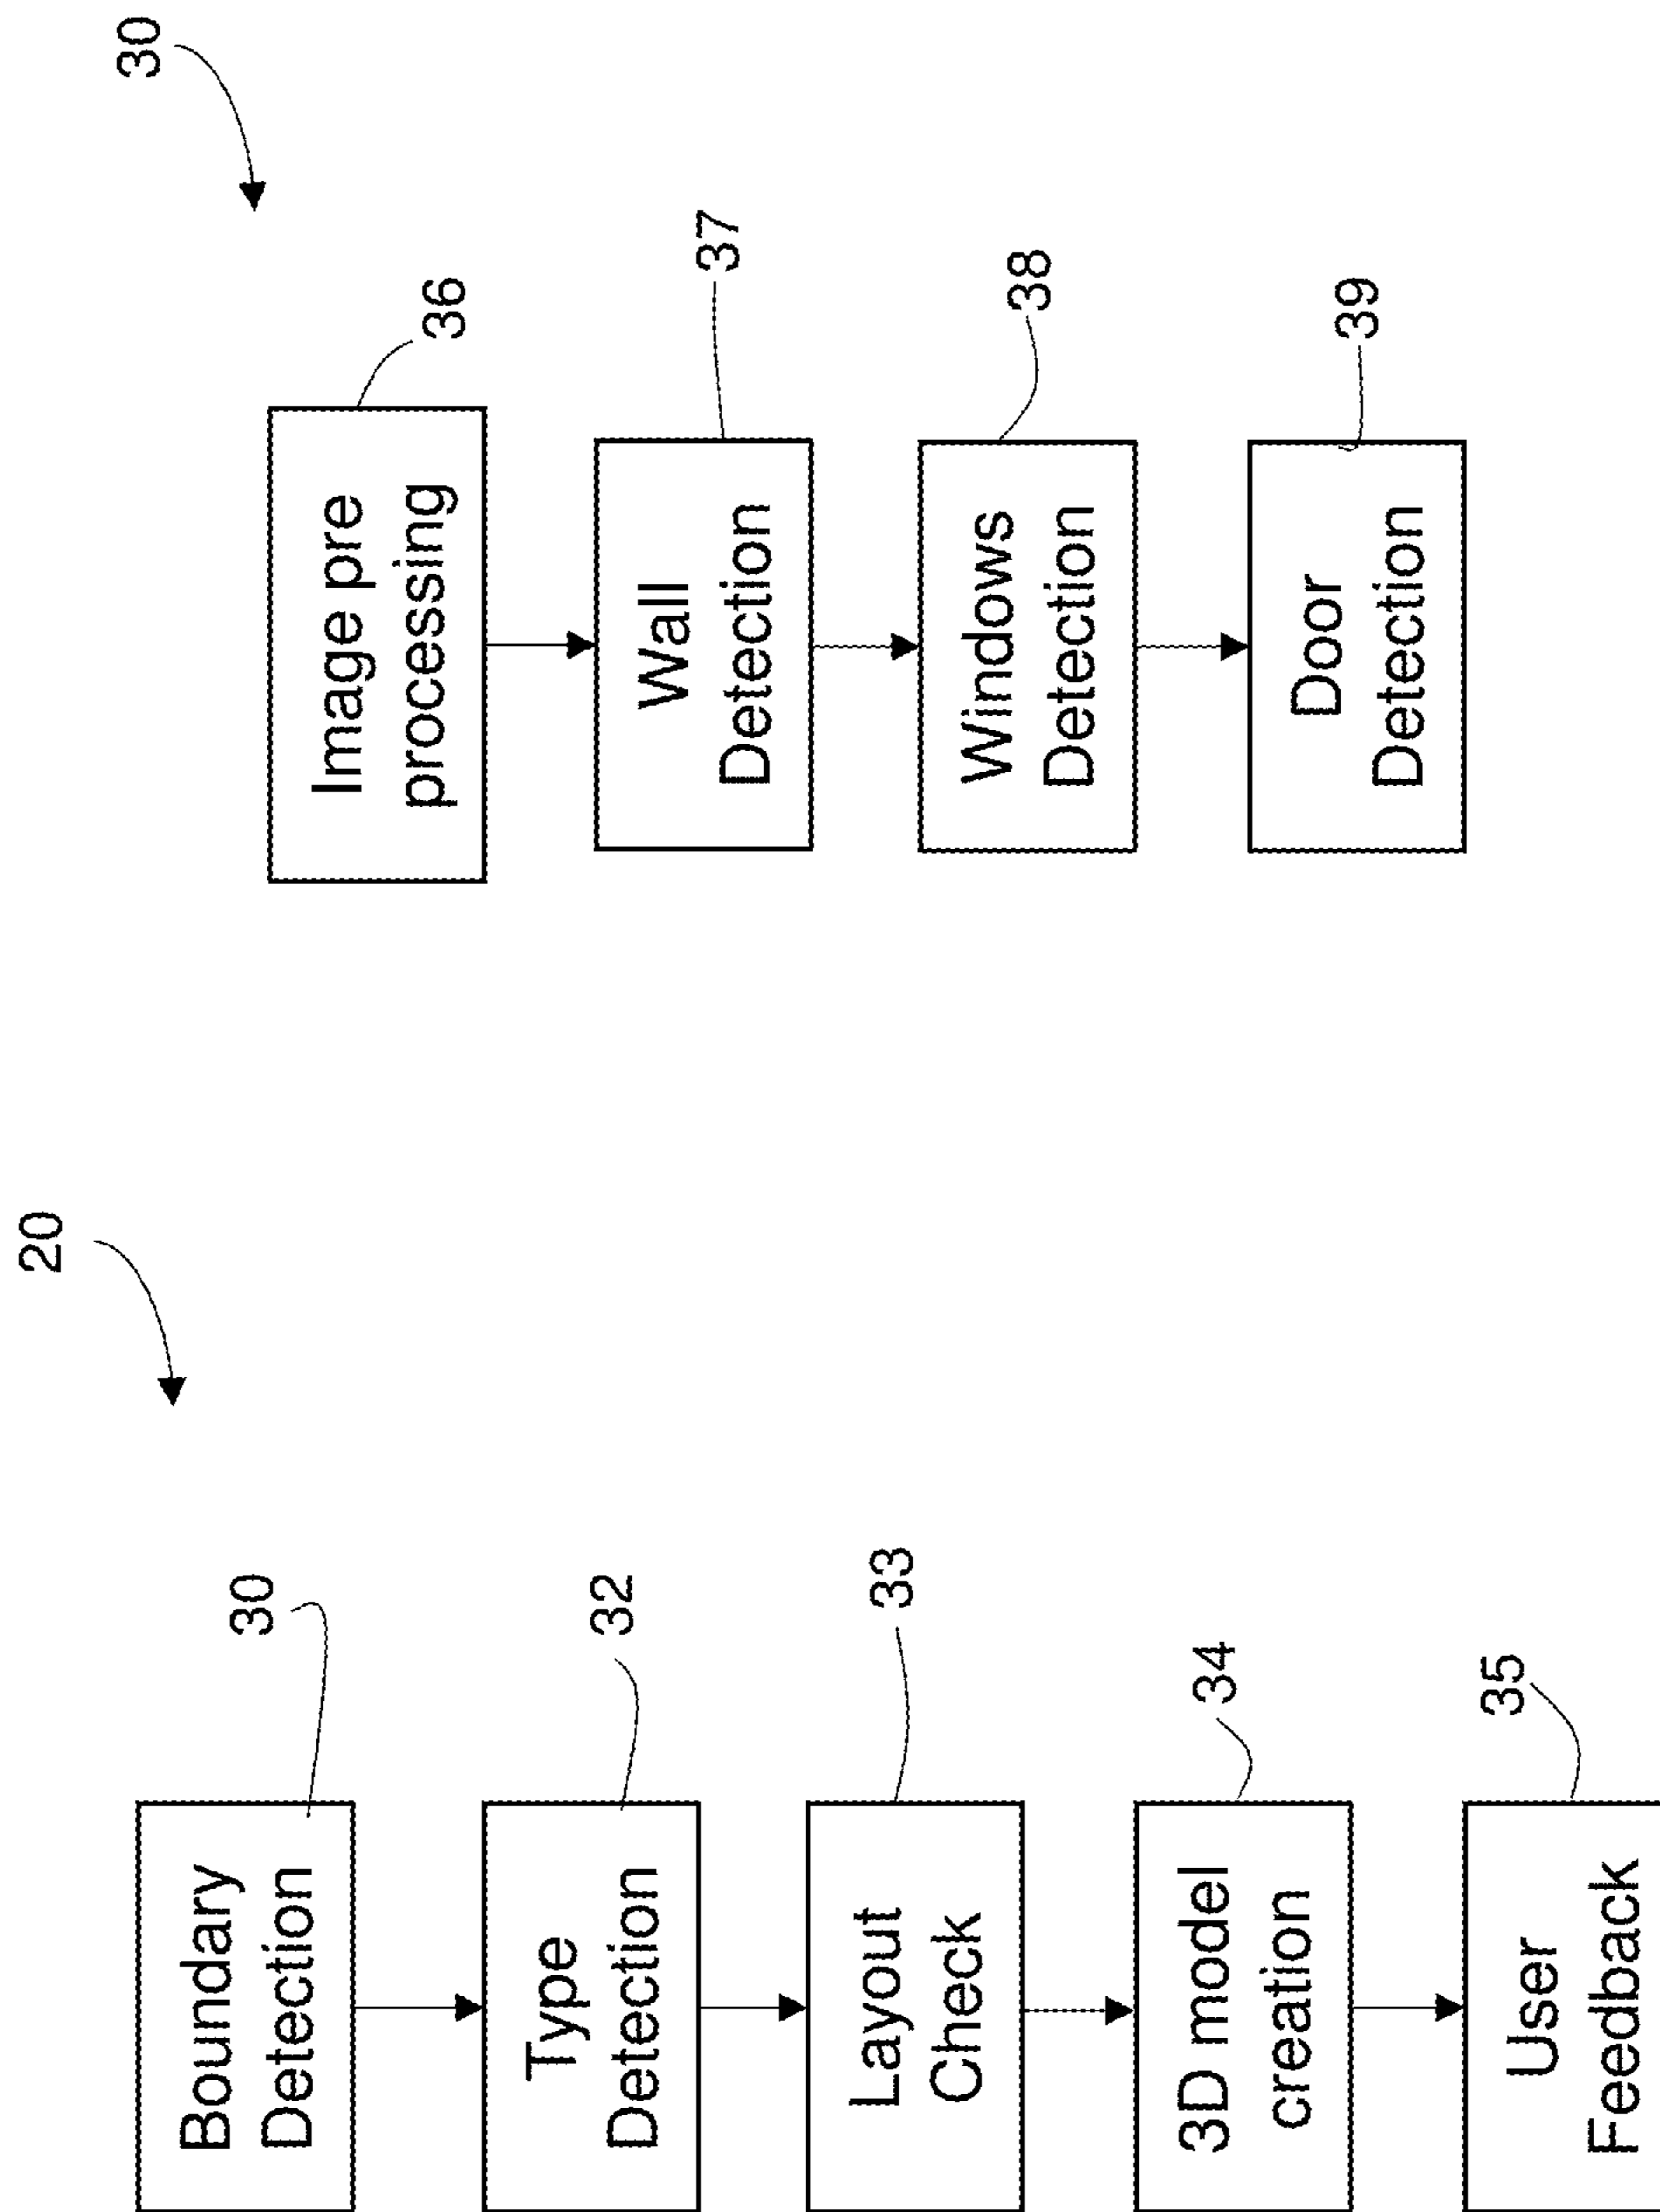 20
Boundary
Detection
30
Type
Detection
32
Layout
Check
33
3D model
creation
34
User
Feedback
35
30
Image pre
processing
36
Wall
Detection
37
Windows
Detection
38
Door
Detection
39